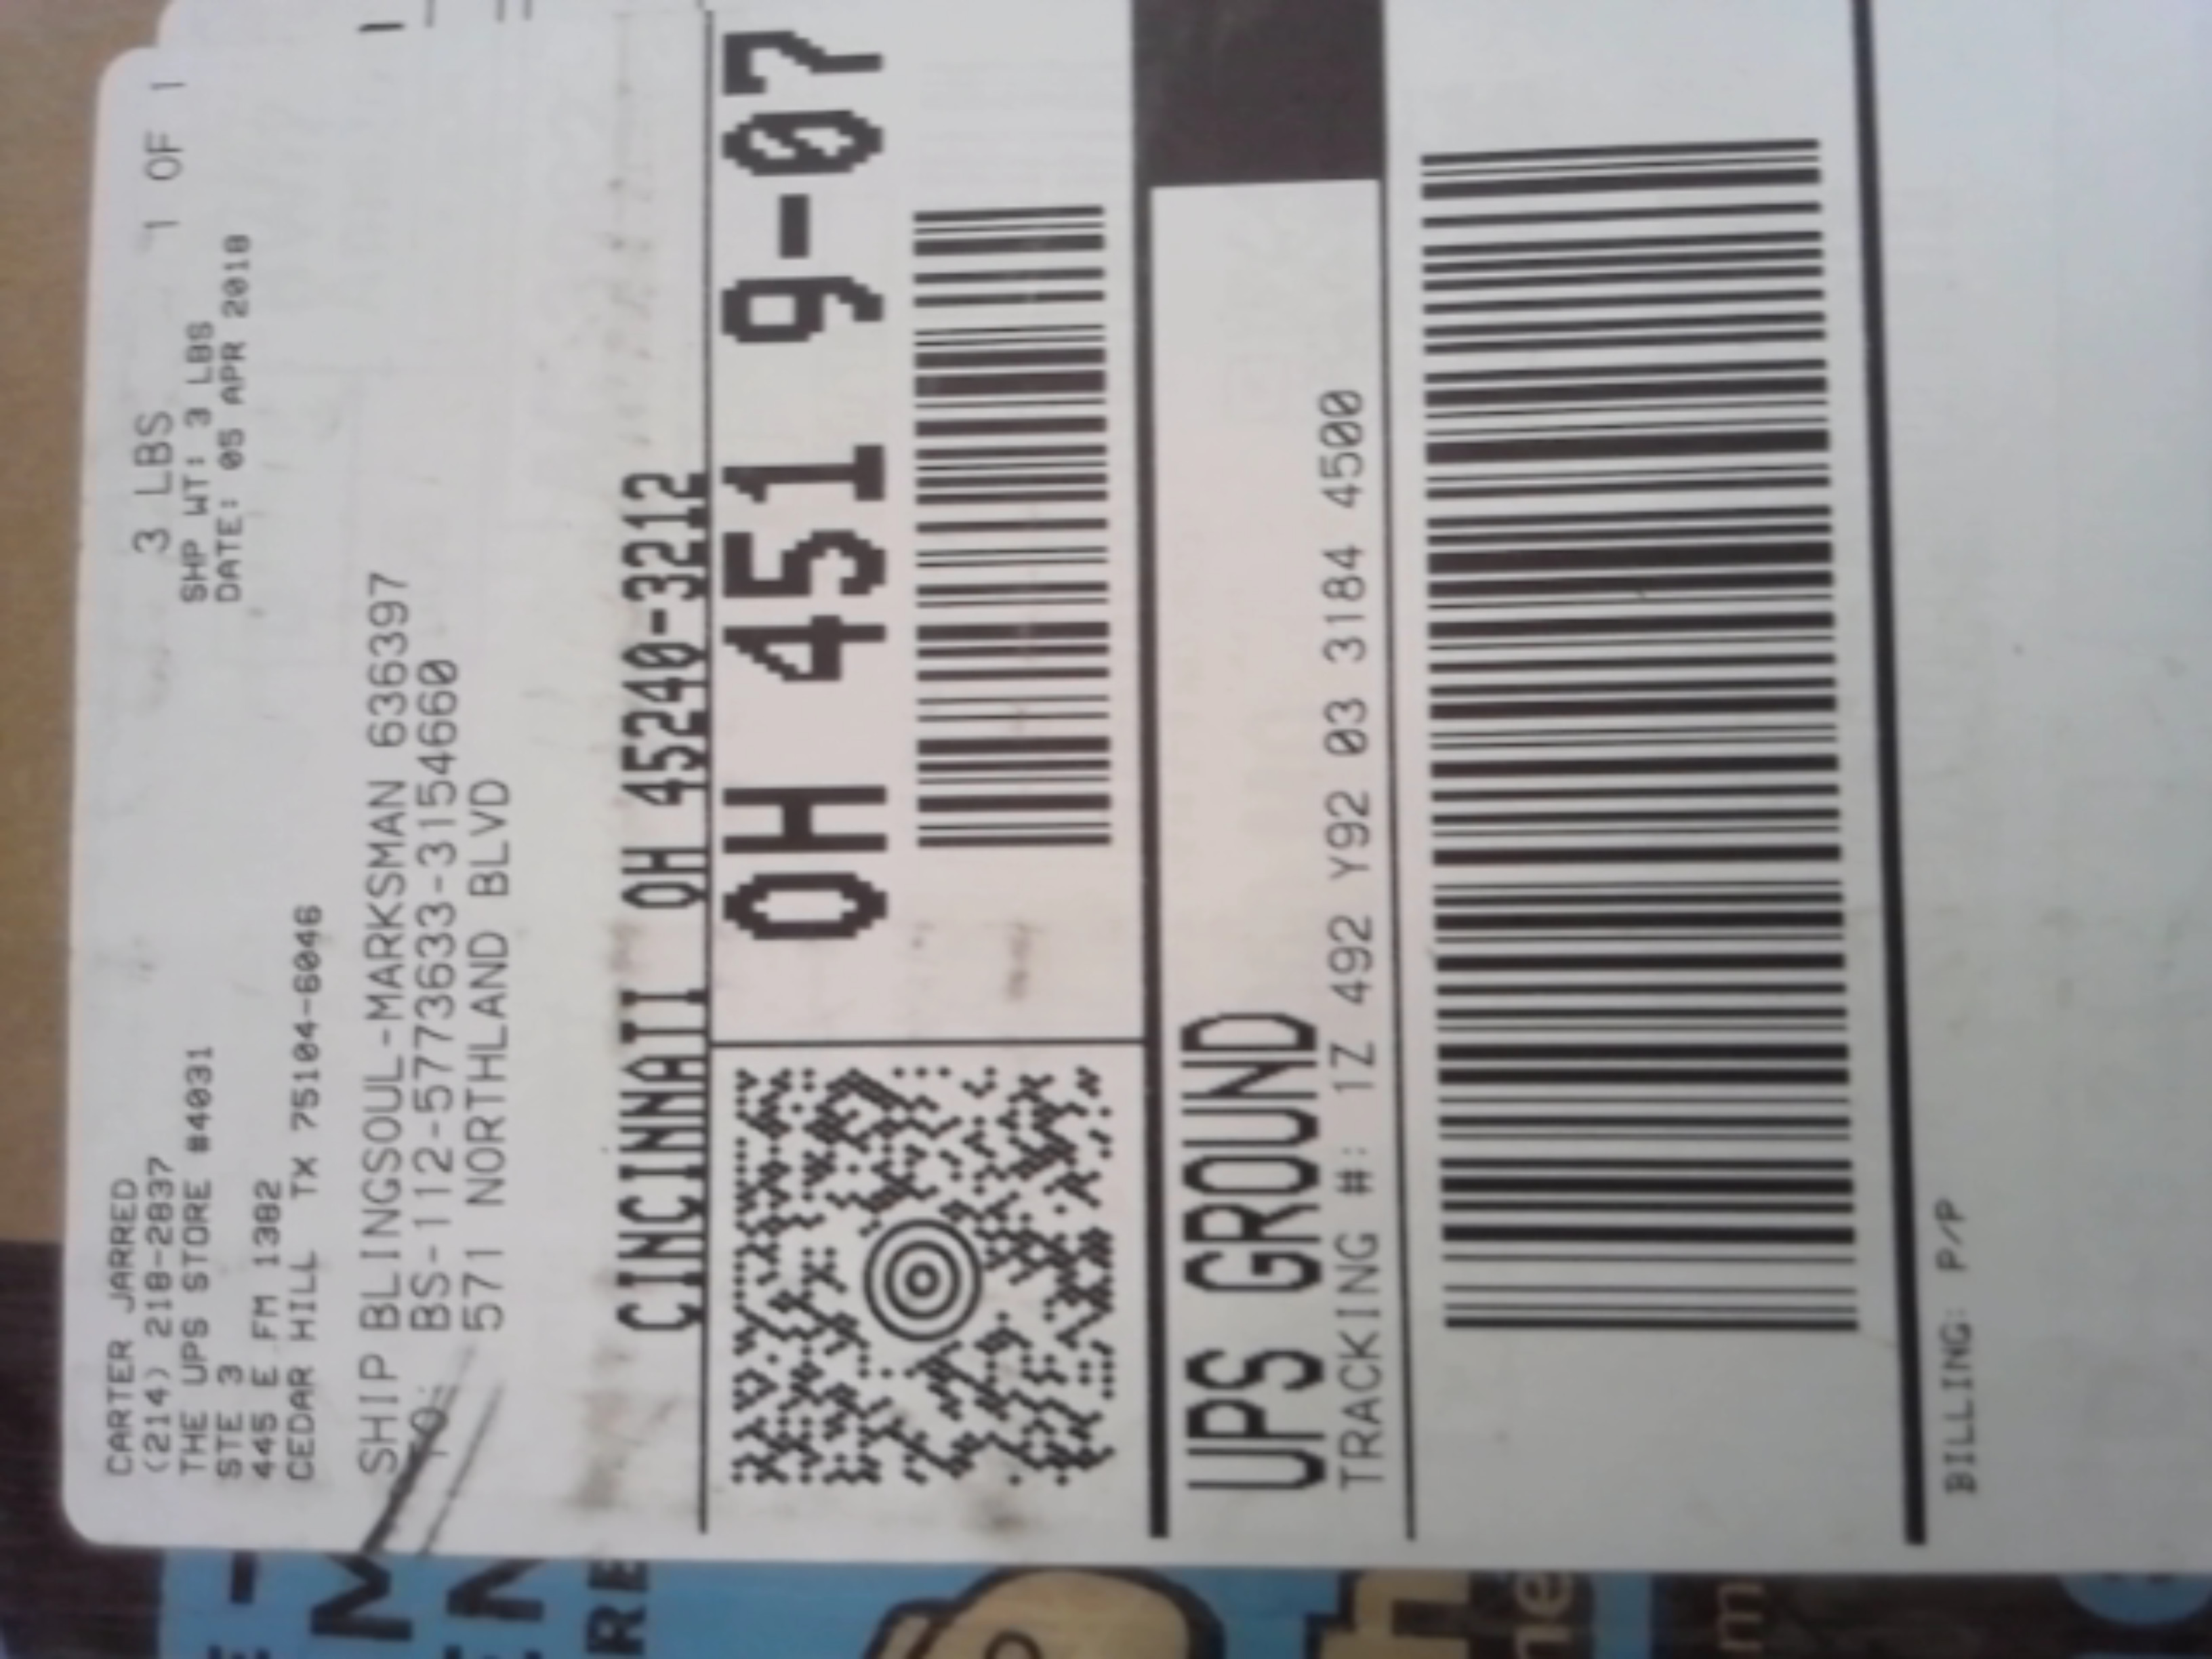 CARTER JARRED
(214) 218-2837
THE UPS STORE #4031
STE 3
445 E FM 1382
CEDAR HILL TX 75104-6046
3 LBS
1 OF 1
SHP WT: 3 LBS
DATE: 05 APR 2018
SHIP BLINGSOUL-MARKSMAN 636397
TO: BS-112-5773633-3154660
571 NORTHLAND BLVD
CINCINNATI OH 45240-3212
OH 451 9-07
UPS GROUND
TRACKING #: 1Z 492 Y92 03 3184 4500
BILLING: P/P